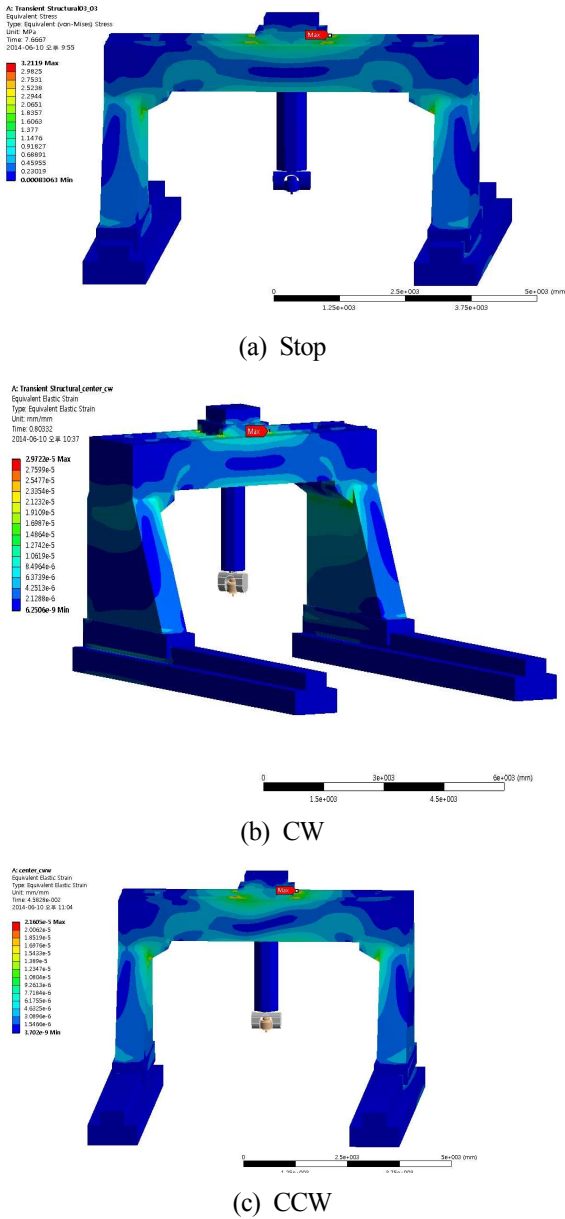 A: Transient Structural03_03
Equivalent Stress
Type: Equivalent (von-Mises) Stress
Unit: MPa
Time: 7.6667
2014-06-10 오후 9:55
3.2119 Max
2.9825
2.7531
2.5238
2.2944
2.0651
1.8357
1.6063
1.377
1.1476
0.91827
0.68891
0.45955
0.23019
0.00083063 Min
Max
0
2.5e+003
5e+003 (mm
1.25e+003
3.75e+003
(a) Stop
A: Transient Structural_center_cw
Equivalent Elastic Strain
Type: Equivalent Elastic Strain
Unit: mm/mm
Time: 0.80332
2014-06-10 오후 10:37
2.9722e-5 Max
2.7599e-5
2.5477e-5
2.3354e-5
2.1232e-5
1.9109e-5
1.6987e-5
1.4864e-5
1.2742e-5
1.0619e-5
8.4964e-6
6.3739e-6
4.2513e-6
2.1288e-6
6.2506e-9 Min
Max
0
3e+003
6e+003 (mm)
1.5e+003
4.5e+003
(b) CW
A: center_cww
Equivalent Elastic Strain
Type: Equivalent Elastic Strain
Unit: mm/mm
Time: 4.5828e-002
2014-06-10 오후 11:04
2.1605e-5 Max
2.0062e-5
1.8519e-5
1.6976e-5
1.5433e-5
1.389e-5
1.2347e-5
1.0804e-5
9.2613e-6
7.7184e-6
6.1755e-6
4.6325e-6
3.0896e-6
1.5466e-6
3.702e-9 Min
Max
0
2.5e+003
5e+003 (mm)
(c) CCW